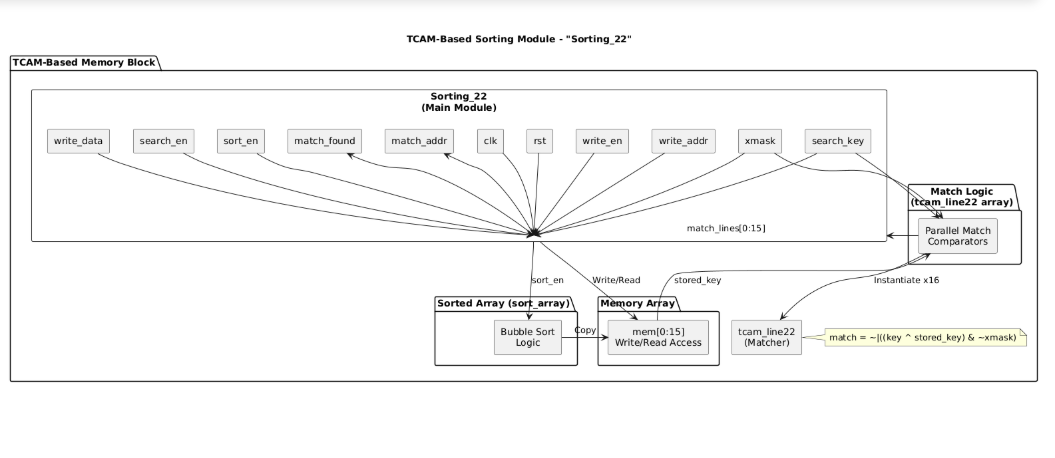 TCAM-Based Sorting Module - "Sorting_22"
TCAM-Based Memory Block
Sorting_22
(Main Module)
write_data
search_en
sort_en
match_found
match_addr
clk
rst
write_en
write_addr
xmask
search_key
Match Logic
(tcam_line22 array)
Parallel Match
Comparators
match_lines[0:15]
sort_en
Write/Read
stored_key
Instantiate x16
Sorted Array (sort_array)
Bubble Sort
Logic
Copy
Memory Array
mem[0:15]
Write/Read Access
tcam_line22
(Matcher)
match = ~|((key ^ stored_key) & ~xmask)